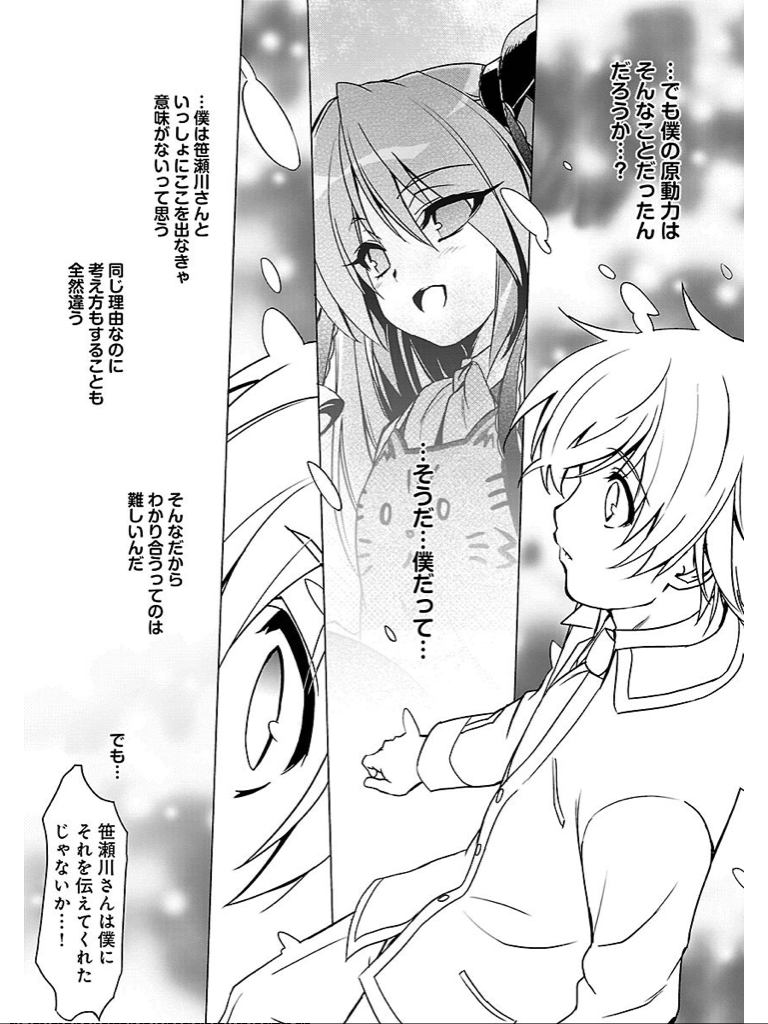 …でも僕の原動力は
そんなことだったん
だろうか…？
…そうだ…僕だって…
…僕は笹瀬川さんと
いっしょにここを出なきゃ
意味がないって思う
同じ理由なのに
考え方もすることも
全然違う
そんなだから
わかり合うってのは
難しいんだ
でも…
笹瀬川さんは僕に
それを伝えてくれた
じゃないか…！